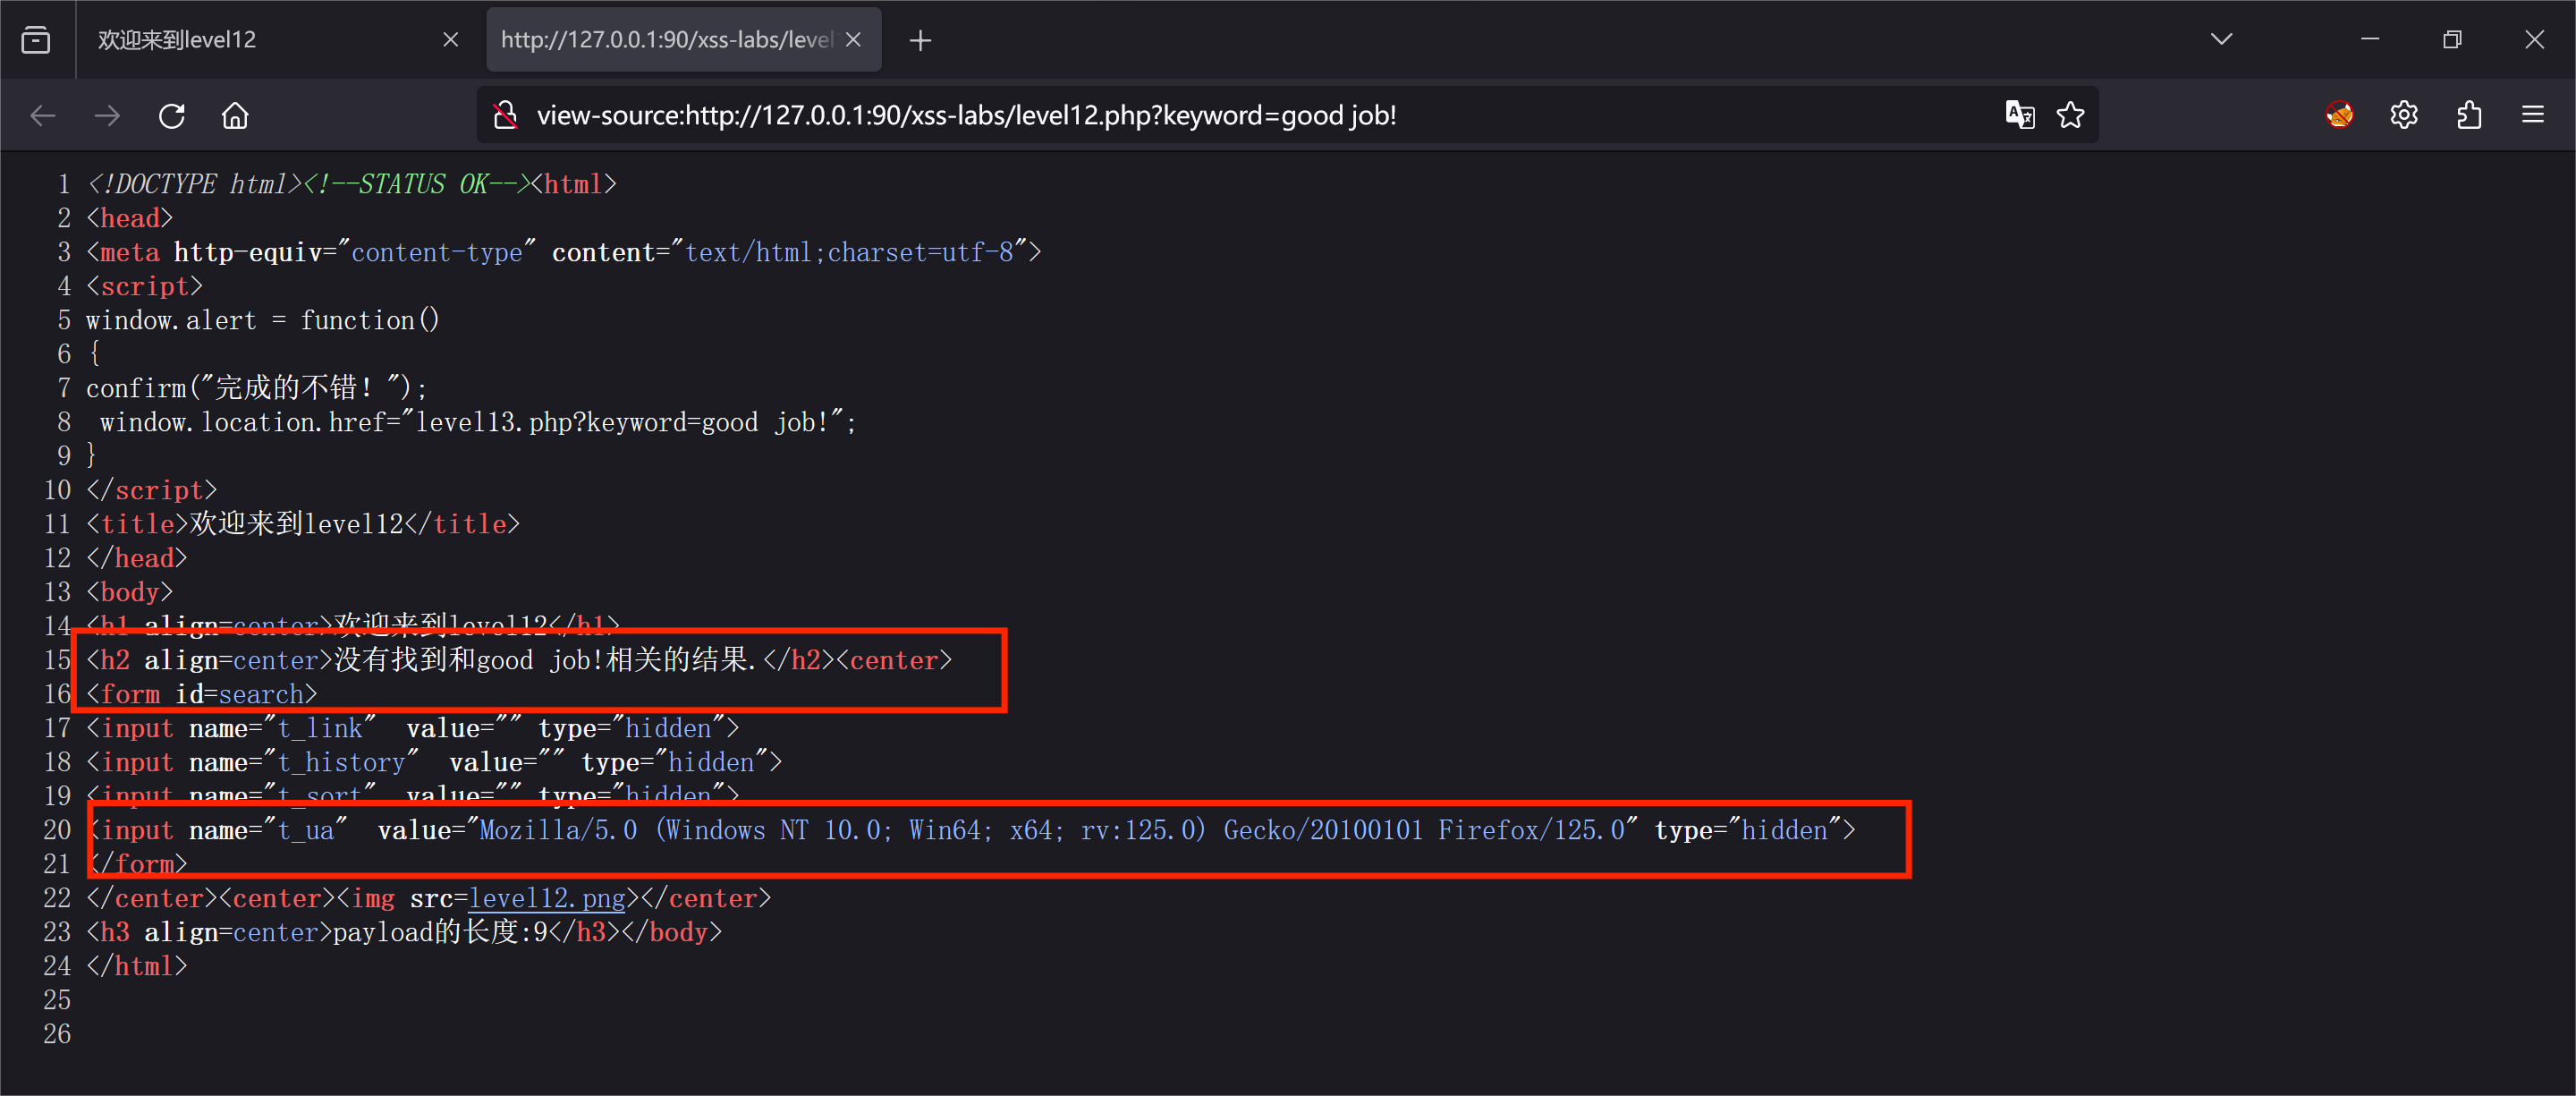 欢迎来到level12
http://127.0.0.1:90/xss-labs/level
view-source:http://127.0.0.1:90/xss-labs/level12.php?keyword=good job!
1 <!DOCTYPE html><!--STATUS OK--><html>
2 <head>
3 <meta http-equiv="content-type" content="text/html;charset=utf-8">
4 <script>
5 window.alert = function()
6 {
7 confirm("完成的不错！");
8  window.location.href="level13.php?keyword=good job!";
9 }
10 </script>
11 <title>欢迎来到level12</title>
12 </head>
13 <body>
14 <h1 align=center>欢迎来到level12</h1>
15 <h2 align=center>没有找到和good job!相关的结果.</h2><center>
16 <form id=search>
17 <input name="t_link"  value="" type="hidden">
18 <input name="t_history"  value="" type="hidden">
19 <input name="t_sort"  value="" type="hidden">
20 <input name="t_ua"  value="Mozilla/5.0 (Windows NT 10.0; Win64; x64; rv:125.0) Gecko/20100101 Firefox/125.0" type="hidden">
21 </form>
22 </center><center><img src=level12.png></center>
23 <h3 align=center>payload的长度:9</h3></body>
24 </html>
25
26